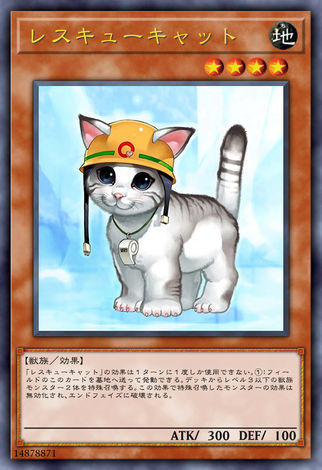 レスキューキャット
ち
地
【獣族／効果】
「レスキューキャット」の効果は１ターンに１度しか使用できない。①：フィー
ルドのこのカードを墓地へ送って発動できる。デッキからレベル３以下の獣族
モンスター２体を特殊召喚する。この効果で特殊召喚したモンスターの効果は
無効化され、エンドフェイズに破壊される。
ATK/ 300 DEF/ 100
14878871